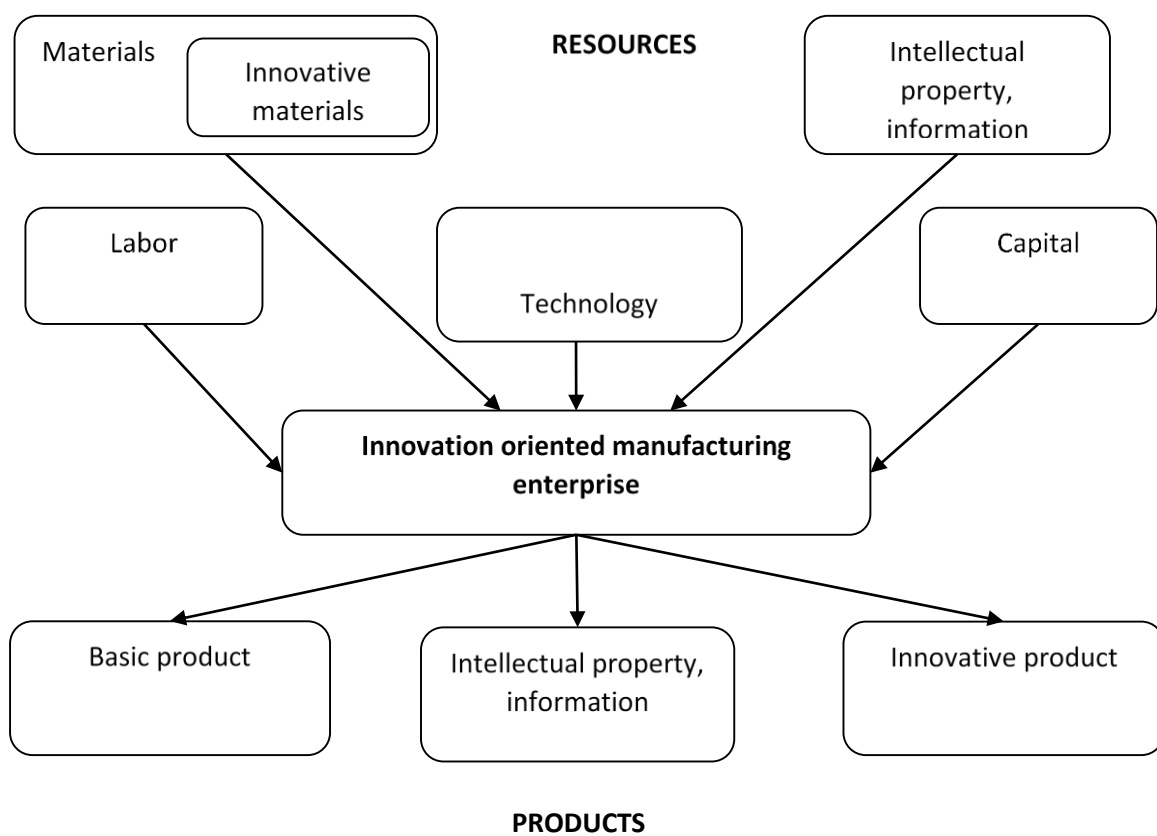 Materials
Innovative
materials
RESOURCES
Intellectual
property,
information
Labor
Technology
Capital
Innovation oriented manufacturing
enterprise
Basic product
Intellectual property,
information
Innovative product
PRODUCTS